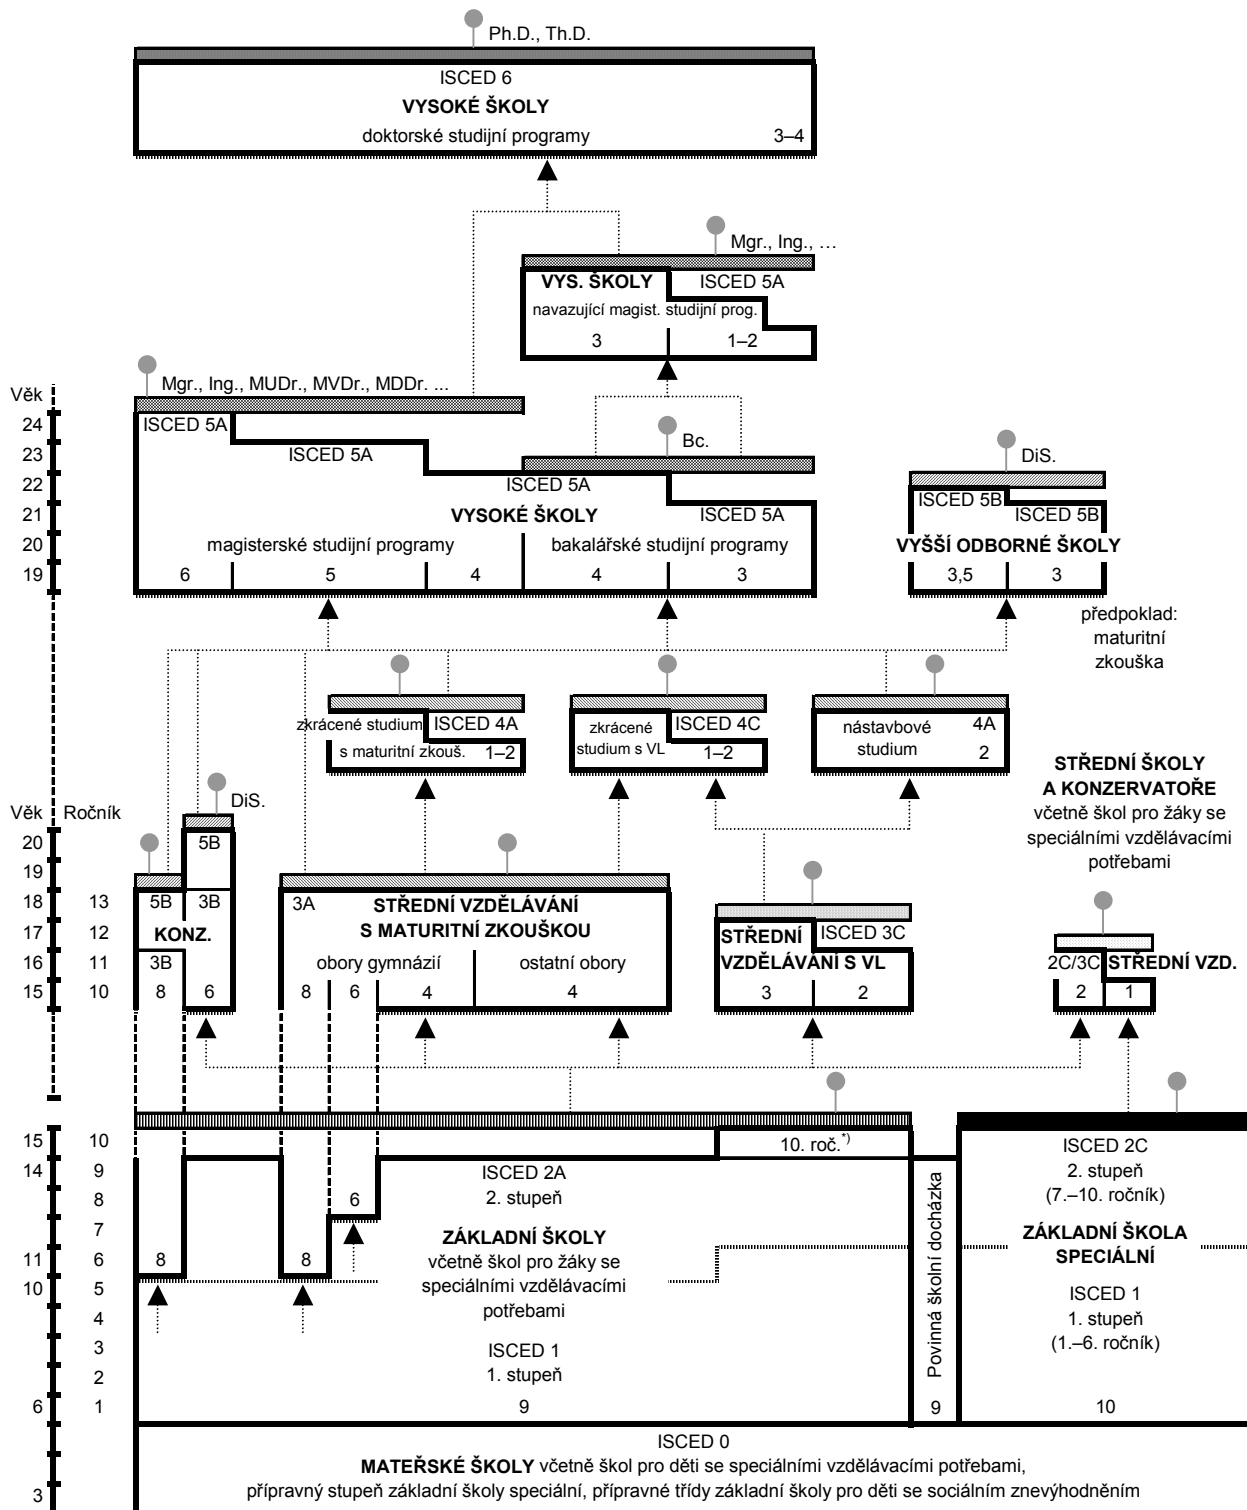 Ph.D., Th.D.
ISCED 6
VYSOKÉ ŠKOLY
doktorské studijní programy 3–4
Mgr., Ing., …
VYS. ŠKOLY ISCED 5A
navazující magist. studijní prog.
3 1–2
Mgr., Ing., MUDr., MVDr., MDDr. ...
Věk
24 ISCED 5A
23 ISCED 5A Bc. DiS.
22 ISCED 5A ISCED 5B
21 VYSOKÉ ŠKOLY ISCED 5A ISCED 5B
20 magisterské studijní programy bakalářské studijní programy VYŠŠÍ ODBORNÉ ŠKOLY
19 6 5 4 4 3 3,5 3
předpoklad:
maturitní
zkouška
zkrácené studium ISCED 4A
s maturitní zkouš. 1–2
zkrácené ISCED 4C
studium s VL 1–2
nástavbové 4A
studium 2
STŘEDNÍ ŠKOLY
A KONZERVATOŘE
včetně škol pro žáky se
speciálními vzdělávacími
potřebami
DiS.
Věk Ročník
20 5B
19
18 13 5B 3B 3A STŘEDNÍ VZDĚLÁVÁNÍ
17 12 KONZ. S MATURITNÍ ZKOUŠKOU STŘEDNÍ ISCED 3C
16 11 3B obory gymnázií ostatní obory VZDĚLÁVÁNÍ S VL 2C/3C STŘEDNÍ VZD.
15 10 8 6 8 6 4 4 3 2 2 1
15 10 10. roč.*) ISCED 2C
14 9 ISCED 2A 2. stupeň
8 6 2. stupeň (7.–10. ročník)
7 ZÁKLADNÍ ŠKOLY ZÁKLADNÍ ŠKOLA
11 6 8 8 včetně škol pro žáky se SPECIÁLNÍ
10 5 speciálními vzdělávacími ISCED 1
4 potřebami 1. stupeň
3 ISCED 1 (1.–6. ročník)
2 1. stupeň
Povinná školní docházka
6 1 9 9 10
ISCED 0
MATEŘSKÉ ŠKOLY včetně škol pro děti se speciálními vzdělávacími potřebami,
3 přípravný stupeň základní školy speciální, přípravné třídy základní školy pro děti se sociálním znevýhodněním